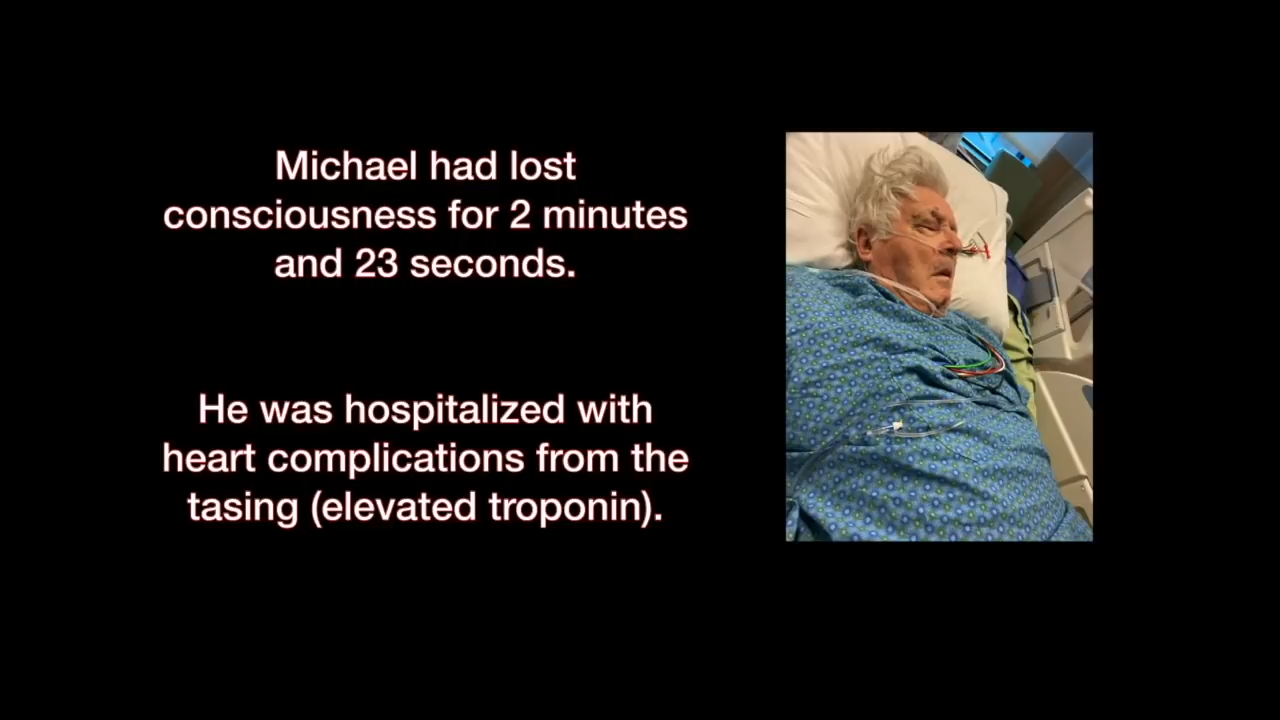 Michael had lost
consciousness for 2 minutes
and 23 seconds.
He was hospitalized with
heart complications from the
tasing (elevated troponin).